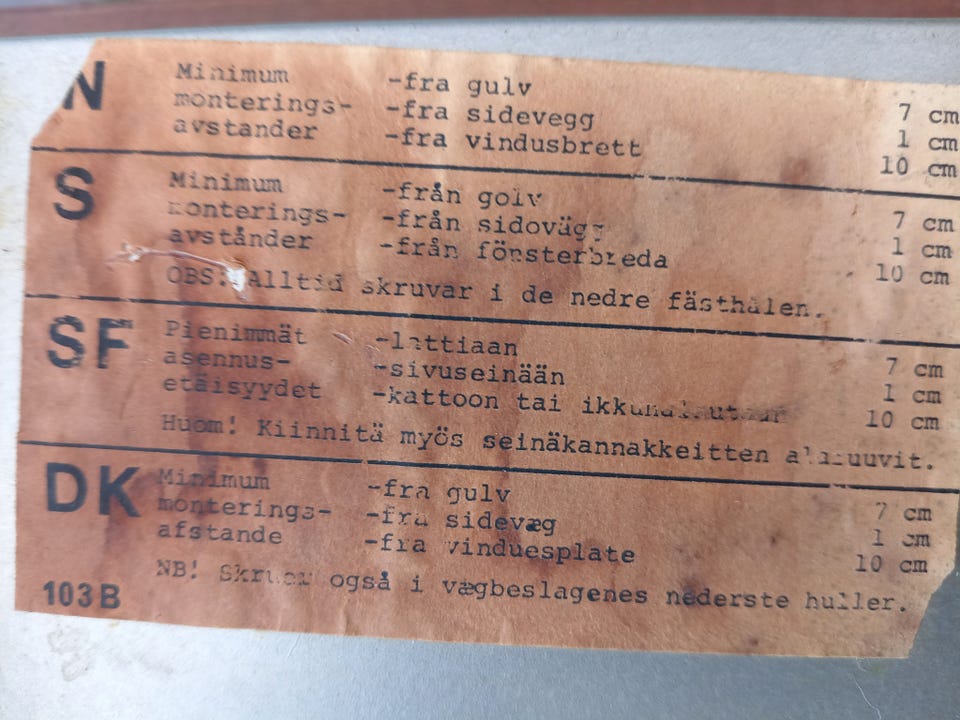 N Minimum -fra gulv 7 cm
monterings- -fra sidevegg 1 cm
avstander -fra vindusbrett 10 cm
S Minimum -från golv 7 cm
monterings- -från sidovägg 1 cm
avstånder -från fönsterbreda 10 cm
OBS: Alltid skruvar i de nedre fästhålen.
SF Pienimmät -lattiaan 7 cm
asennus- -sivuseinään 1 cm
etäisyydet -kattoon tai 10 cm
Huom! Kiinnitä myös seinäkannakkeitten alaruuvit.
DK Minimum -fra gulv 7 cm
monterings- -fra sidevæg 1 cm
afstande -fra vinduesplate 10 cm
NB! også i vægbeslagenes nederste huller.
103B